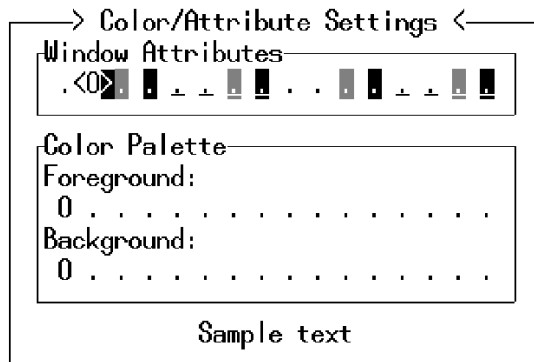 > Color/Attribute Settings <
Window Attributes
.<0>. . . . . . . . . . . . . .
Color Palette
Foreground:
0 . . . . . . . . . . . . . . .
Background:
0 . . . . . . . . . . . . . . .
Sample text